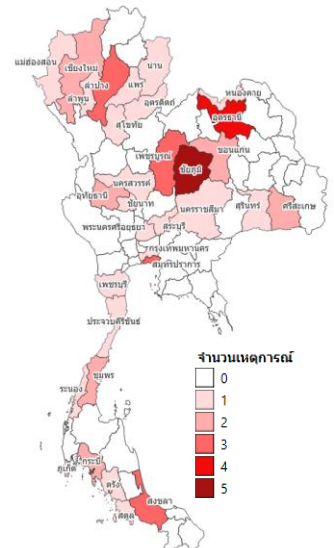 แม่ฮ่องสอน
เชียงใหม่
น่าน
ลำปาง
แพร่
ลำพูน
อุตรดิตถ์
สุโขทัย
หนองคาย
อุดรธานี
เพชรบูรณ์
ขอนแก่น
ชัยภูมิ
นครสวรรค์
อุทัยธานี
ชัยนาท
นครราชสีมา
สุรินทร์
ศรีสะเกษ
พระนครศรีอยุธยา
สระบุรี
กรุงเทพมหานคร
สมุทรปราการ
เพชรบุรี
ประจวบคีรีขันธ์
จำนวนเหตุการณ์
0
1
2
3
4
5
ชุมพร
ระนอง
กระบี่
ภูเก็ต
ตรัง
สงขลา
สตูล